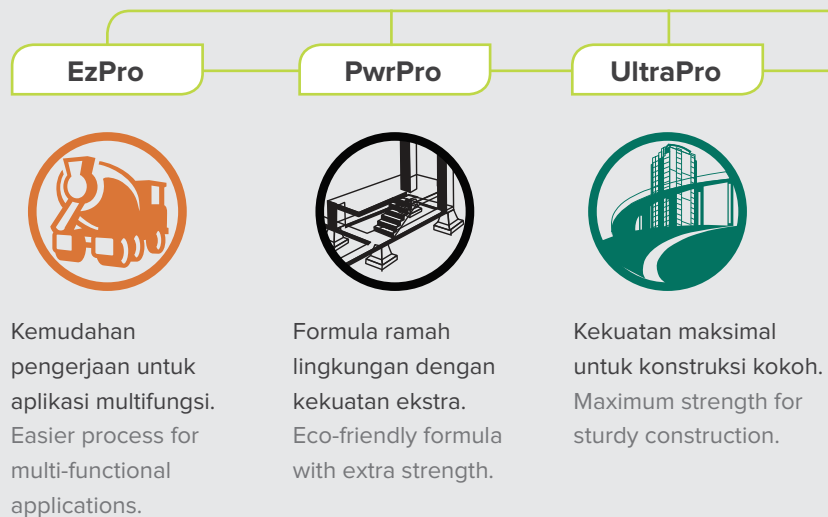 EzPro
PwrPro
UltraPro
Kemudahan
pengerjaan untuk
aplikasi multifungsi.
Easier process for
multi-functional
applications.
Formula ramah
lingkungan dengan
kekuatan ekstra.
Eco-friendly formula
with extra strength.
Kekuatan maksimal
untuk konstruksi kokoh.
Maximum strength for
sturdy construction.